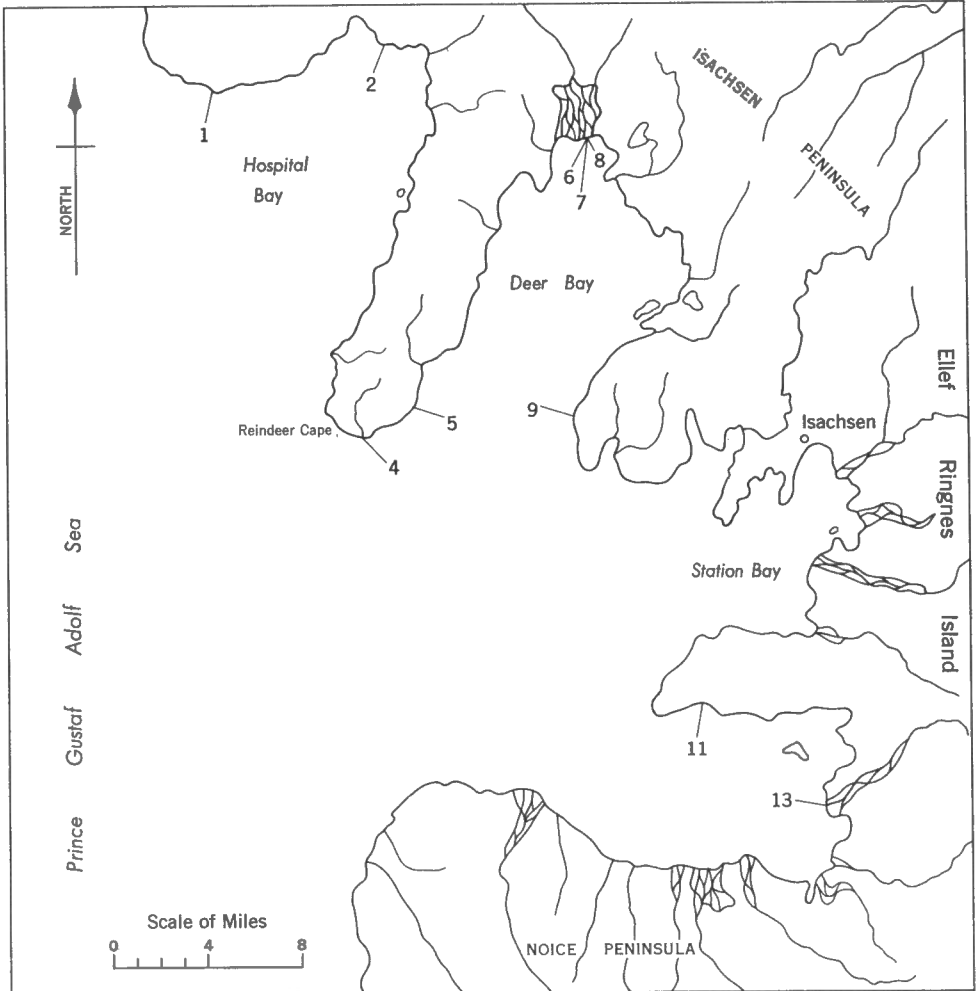 ISACHSEN
PENINSULA
1
2
6
8
7
Hospital
Bay
NORTH
Deer Bay
Ellef
Ringnes
Island
9
5
Isachsen
Reindeer Cape
4
Station Bay
Prince Gustaf Adolf Sea
11
13
Scale of Miles
0 4 8
NOICE PENINSULA